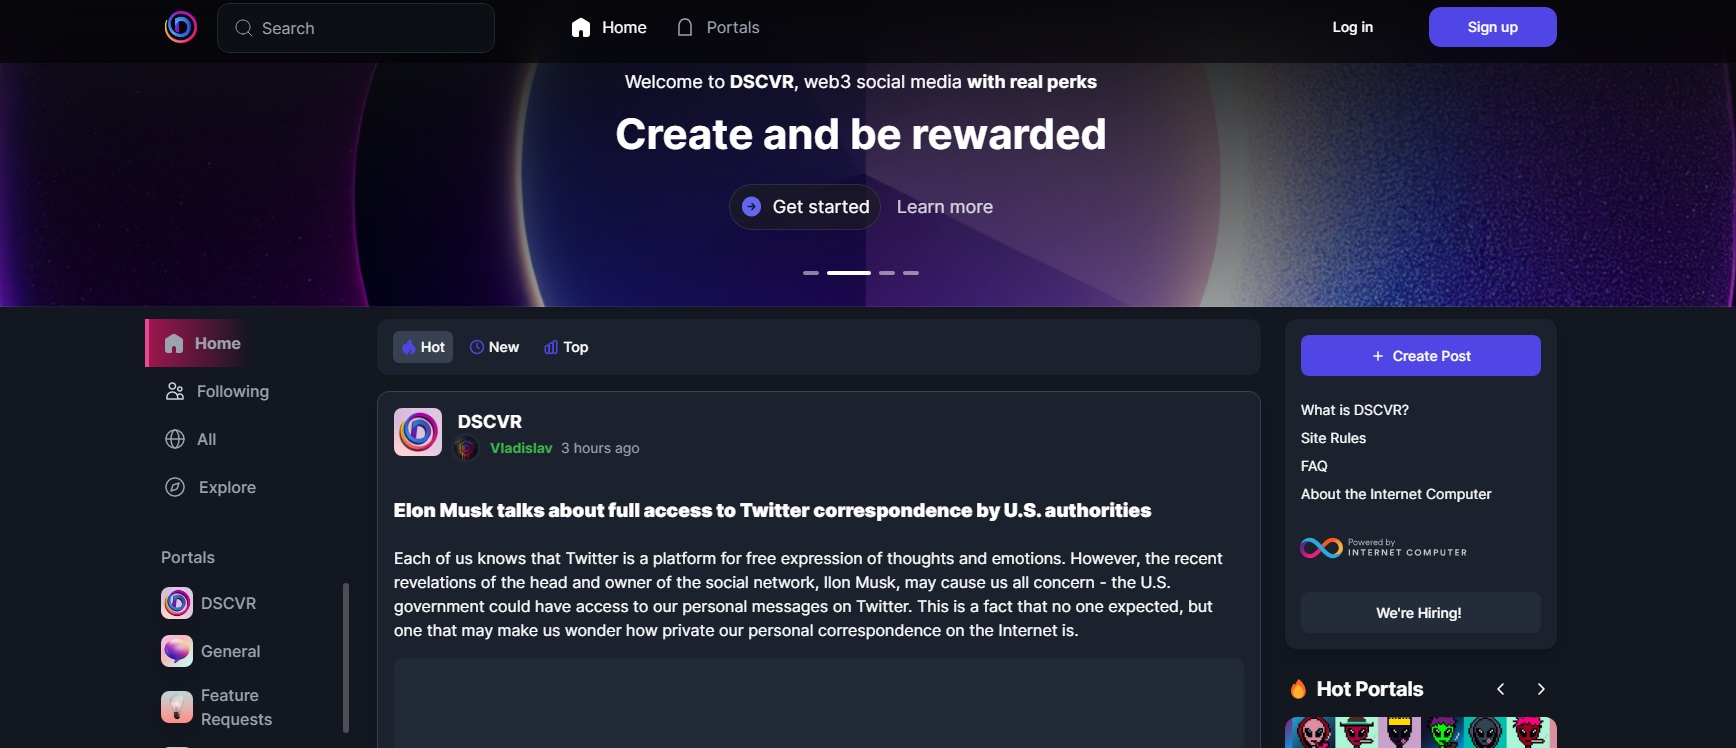 Search
Home
Portals
Log in
Sign up
Welcome to DSCVR, web3 social media with real perks
Create and be rewarded
Get started
Learn more
Home
Following
All
Explore
Portals
DSCVR
General
Feature
Requests
Hot
New
Top
DSCVR
Vladislav 3 hours ago
Elon Musk talks about full access to Twitter correspondence by U.S. authorities
Each of us knows that Twitter is a platform for free expression of thoughts and emotions. However, the recent
revelations of the head and owner of the social network, Ilon Musk, may cause us all concern - the U.S.
government could have access to our personal messages on Twitter. This is a fact that no one expected, but
one that may make us wonder how private our personal correspondence on the Internet is.
+ Create Post
What is DSCVR?
Site Rules
FAQ
About the Internet Computer
Powered by
INTERNET COMPUTER
We're Hiring!
Hot Portals